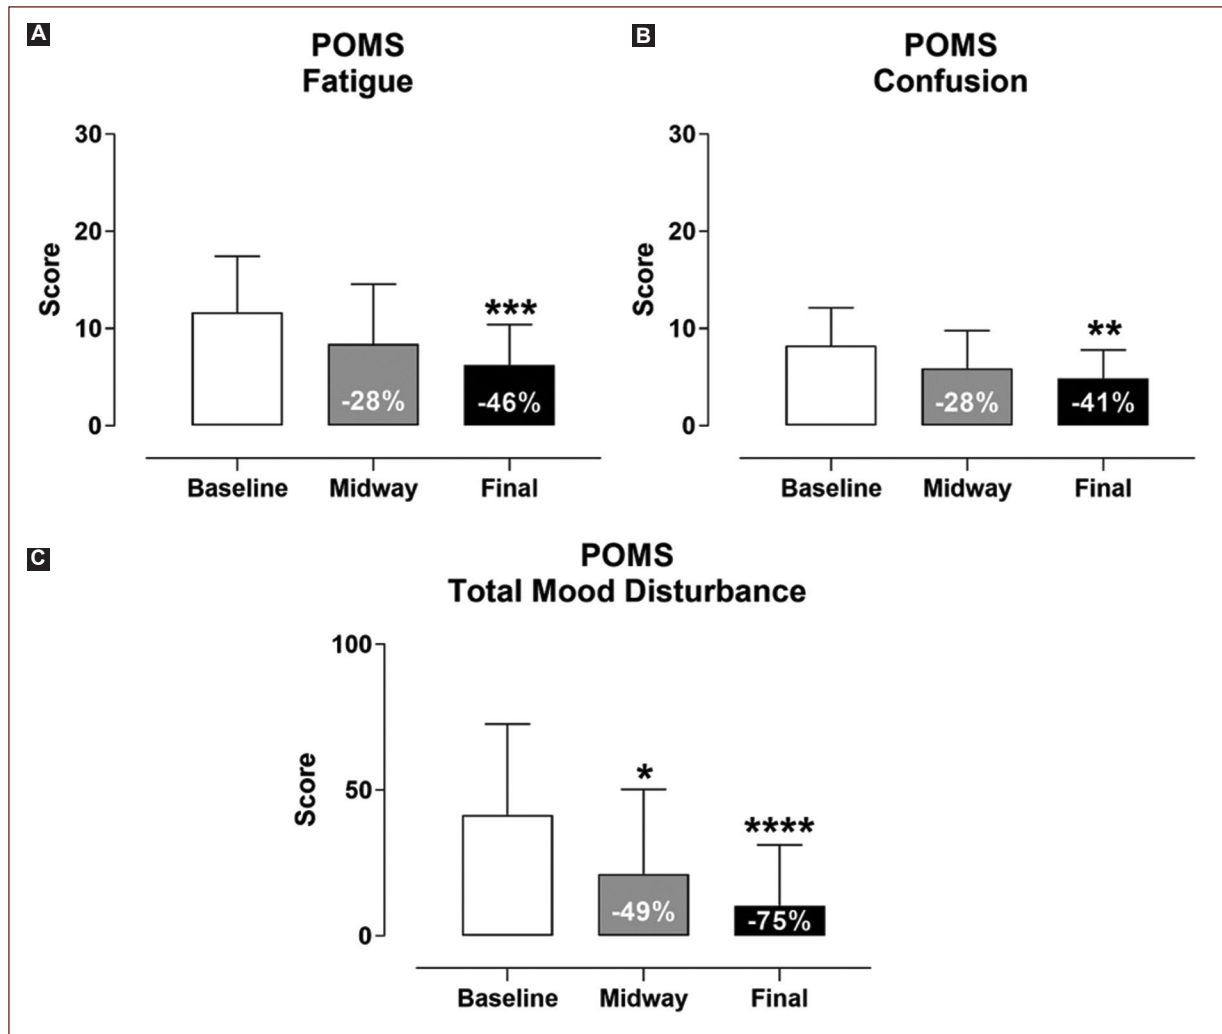 A
POMS
Fatigue
30
20
10
0
Score
***
-28%
-46%
Baseline Midway Final
B
POMS
Confusion
30
20
10
0
Score
**
-28%
-41%
Baseline Midway Final
C
POMS
Total Mood Disturbance
100
50
0
Score
*
****
-49%
-75%
Baseline Midway Final